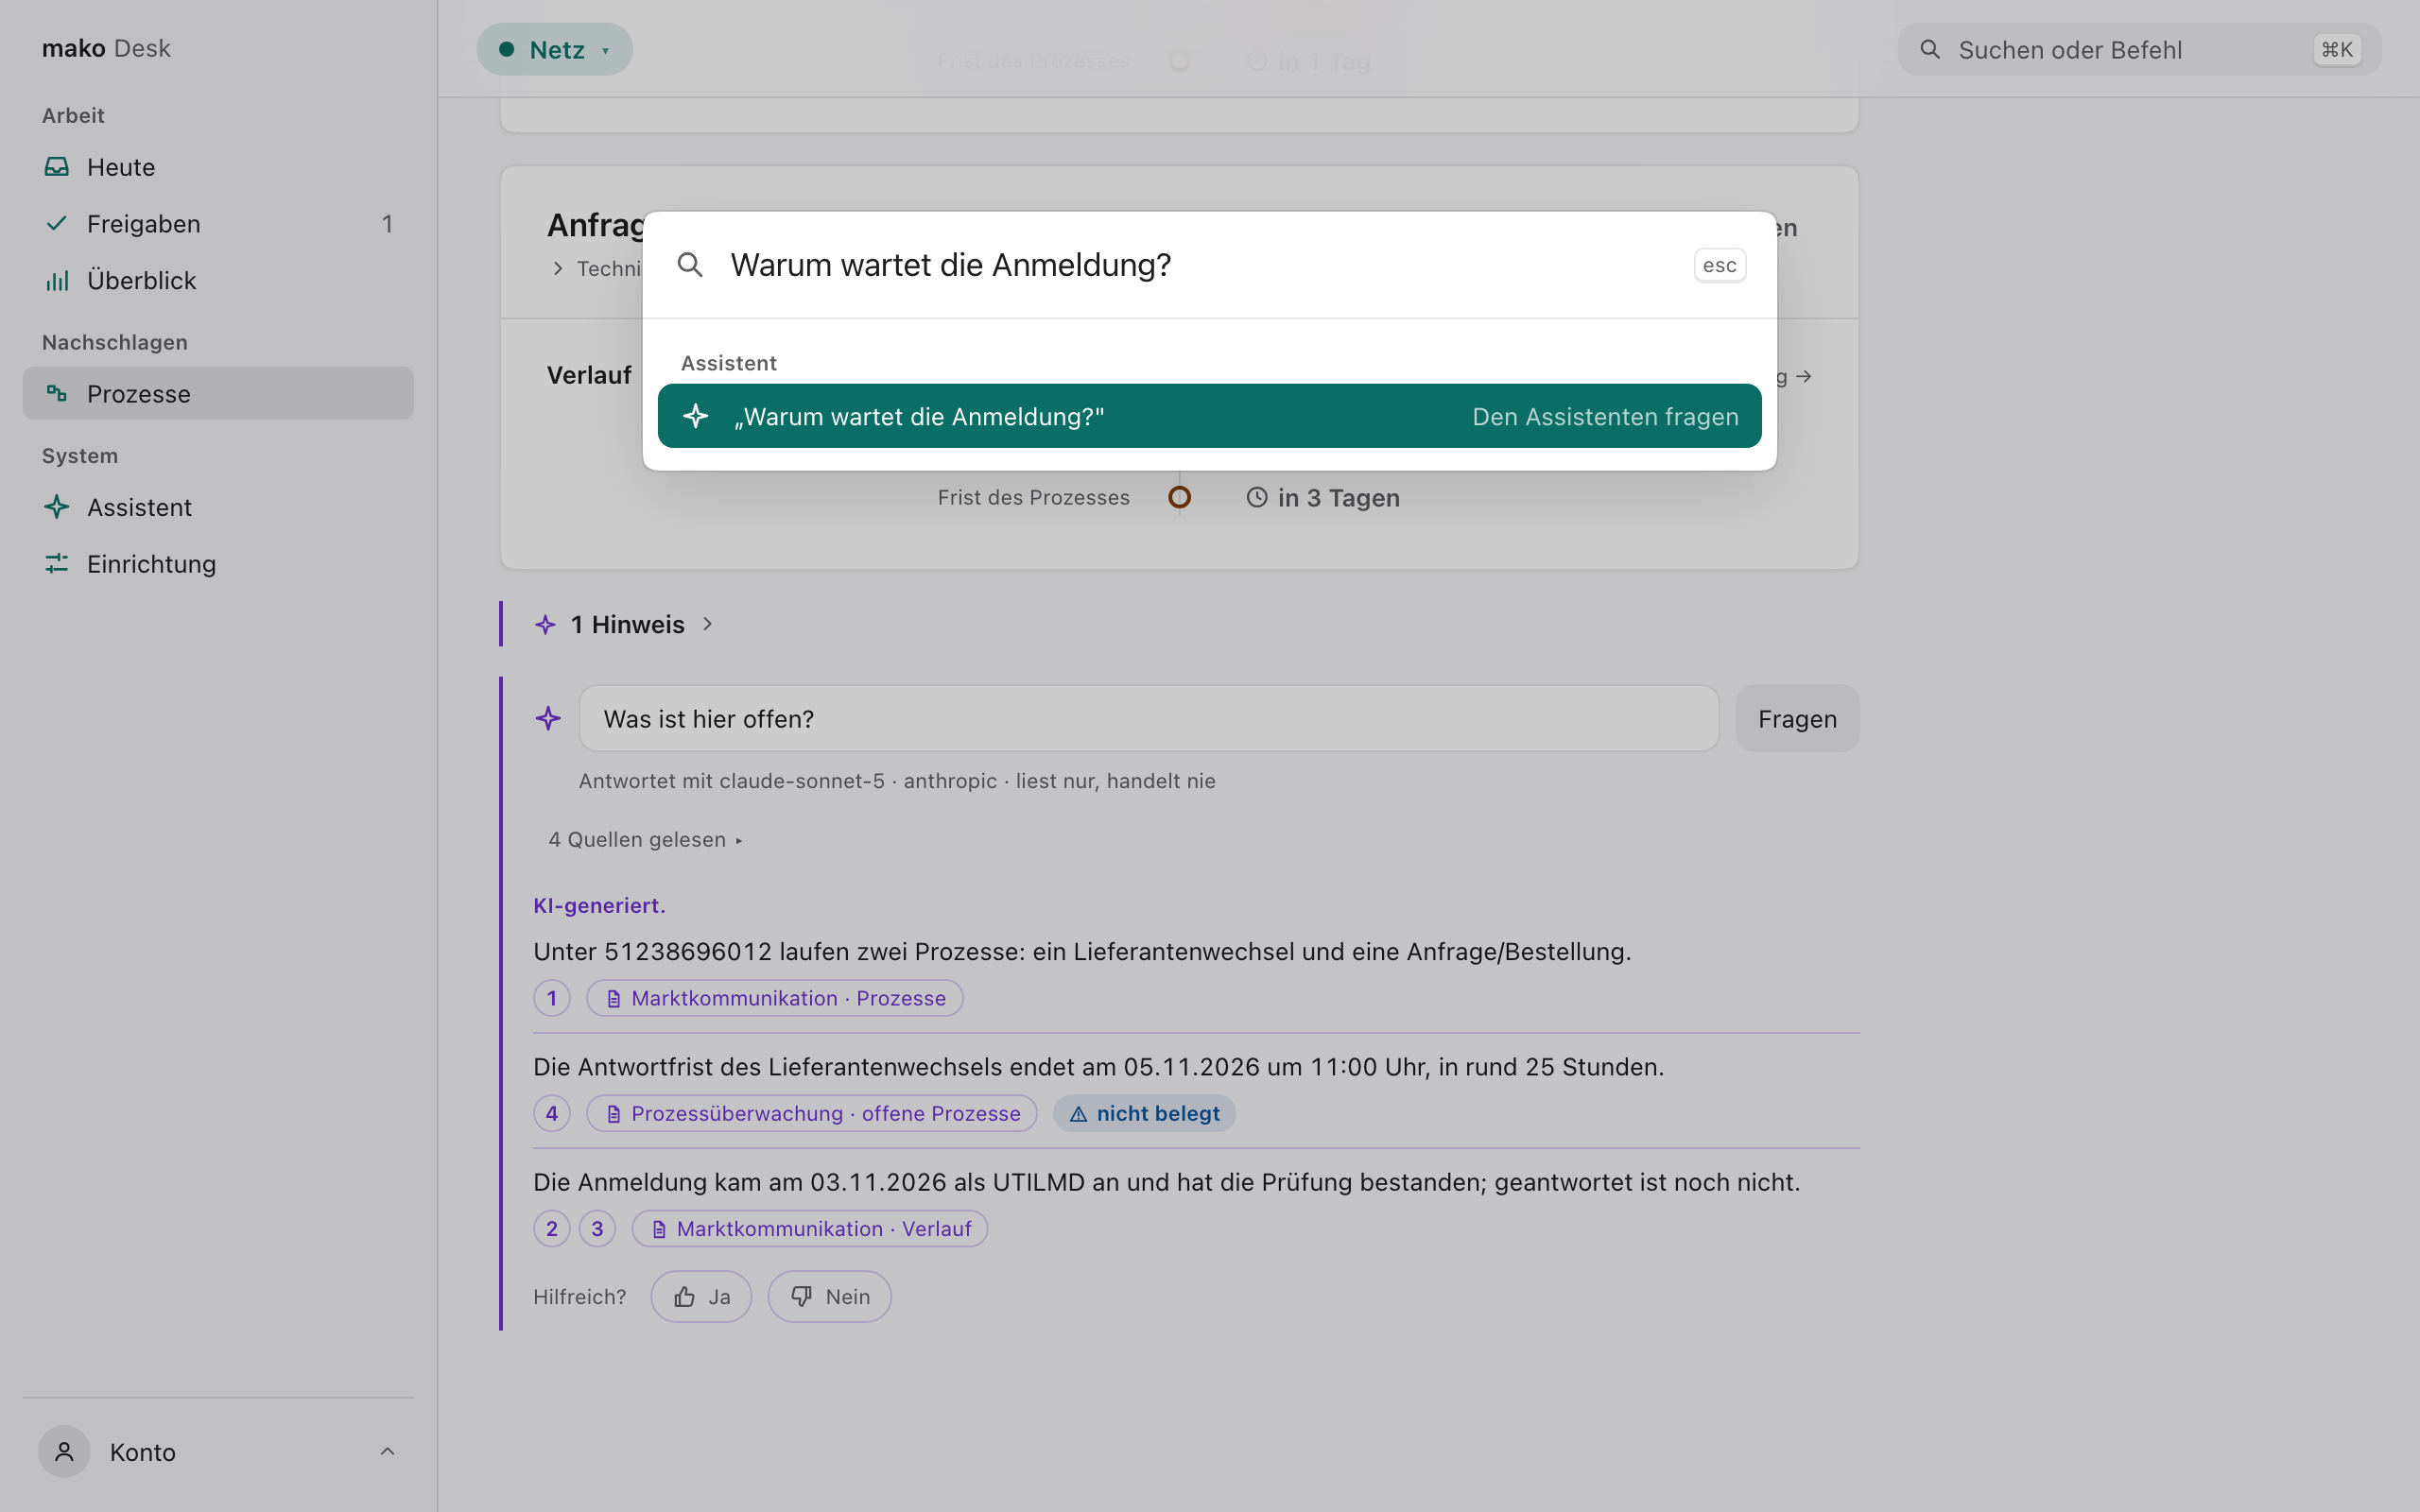 mako Desk
Arbeit
Heute
Freigaben 1
Überblick
Nachschlagen
Prozesse
System
Assistent
Einrichtung
Konto
Netz
Frist des Prozesses in 1 Tag
Suchen oder Befehl ⌘K
Anfrag en
Techni
Warum wartet die Anmeldung? esc
Assistent
„Warum wartet die Anmeldung?" Den Assistenten fragen
Verlauf g →
Frist des Prozesses in 3 Tagen
1 Hinweis
Was ist hier offen? Fragen
Antwortet mit claude-sonnet-5 · anthropic · liest nur, handelt nie
4 Quellen gelesen
KI-generiert.
Unter 51238696012 laufen zwei Prozesse: ein Lieferantenwechsel und eine Anfrage/Bestellung.
1 Marktkommunikation · Prozesse
Die Antwortfrist des Lieferantenwechsels endet am 05.11.2026 um 11:00 Uhr, in rund 25 Stunden.
4 Prozessüberwachung · offene Prozesse nicht belegt
Die Anmeldung kam am 03.11.2026 als UTILMD an und hat die Prüfung bestanden; geantwortet ist noch nicht.
2 3 Marktkommunikation · Verlauf
Hilfreich? Ja Nein